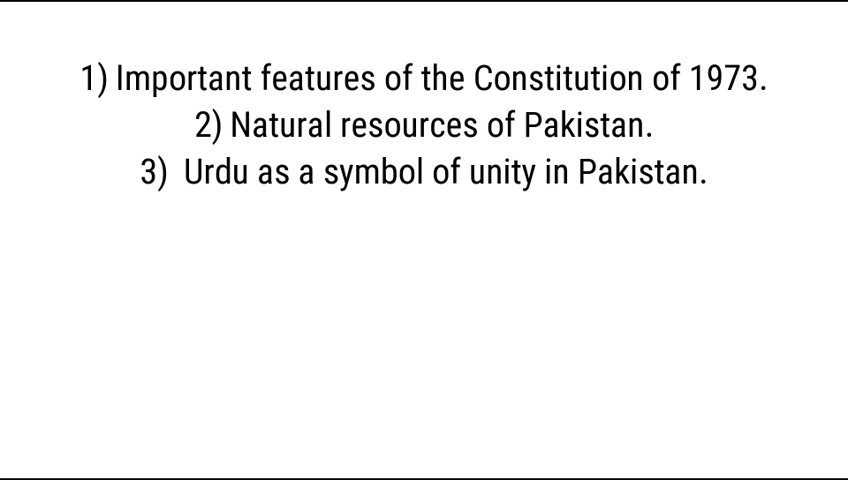 1) Important features of the Constitution of 1973.
2) Natural resources of Pakistan.
3) Urdu as a symbol of unity in Pakistan.